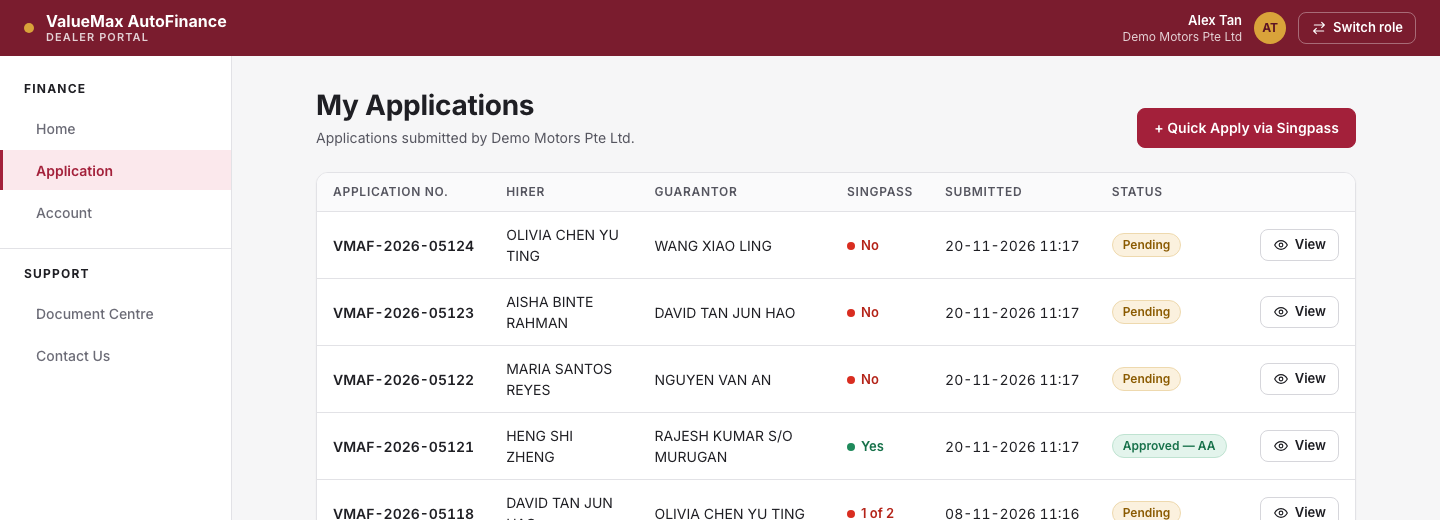 ValueMax AutoFinance
DEALER PORTAL
Alex Tan
Demo Motors Pte Ltd
AT
Switch role
FINANCE
Home
Application
Account
SUPPORT
Document Centre
Contact Us
My Applications
Applications submitted by Demo Motors Pte Ltd.
+ Quick Apply via Singpass
APPLICATION NO. HIRER GUARANTOR SINGPASS SUBMITTED STATUS
VMAF-2026-05124 OLIVIA CHEN YU WANG XIAO LING No 20-11-2026 11:17 Pending View
TING
VMAF-2026-05123 AISHA BINTE DAVID TAN JUN HAO No 20-11-2026 11:17 Pending View
RAHMAN
VMAF-2026-05122 MARIA SANTOS NGUYEN VAN AN No 20-11-2026 11:17 Pending View
REYES
VMAF-2026-05121 HENG SHI RAJESH KUMAR S/O Yes 20-11-2026 11:17 Approved — AA View
ZHENG MURUGAN
VMAF-2026-05118 DAVID TAN JUN OLIVIA CHEN YU TING 1 of 2 08-11-2026 11:16 Pending View